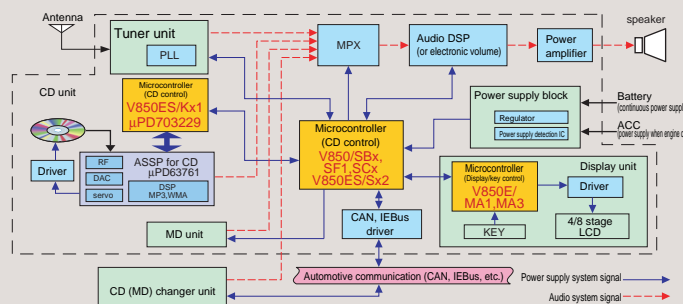 Antenna
Tuner unit
PLL
MPX
Audio DSP
(or electronic volume)
Power
amplifier
speaker
CD unit
Microcontroller
(CD control)
V850ES/Kx1
µPD703229
Driver
RF
DAC
servo
ASSP for CD
µPD63761
DSP
MP3,WMA
Microcontroller
(CD control)
V850/SBx,
SF1,SCx
V850ES/Sx2
Power supply block
Regulator
Power supply detection IC
Battery
(continuous power supply
ACC
(power supply when engine
Display unit
Microcontroller
(Display/key control)
V850E/
MA1,MA3
KEY
Driver
4/8 stage
LCD
MD unit
CAN, IEBus
driver
CD (MD) changer unit
Automotive communication (CAN, IEBus, etc.)
Power supply system signal
Audio system signal